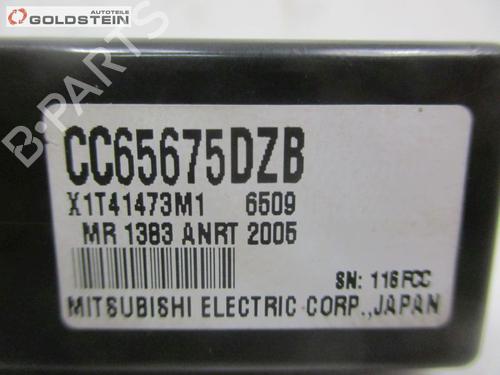 Autoteile
GOLDSTEIN
B-PARTS
CC65675DZB
X1T41473M1 6509
MR 1383 ANRT 2005
SN: 116FCC
MITSUBISHI ELECTRIC CORP.,JAPAN